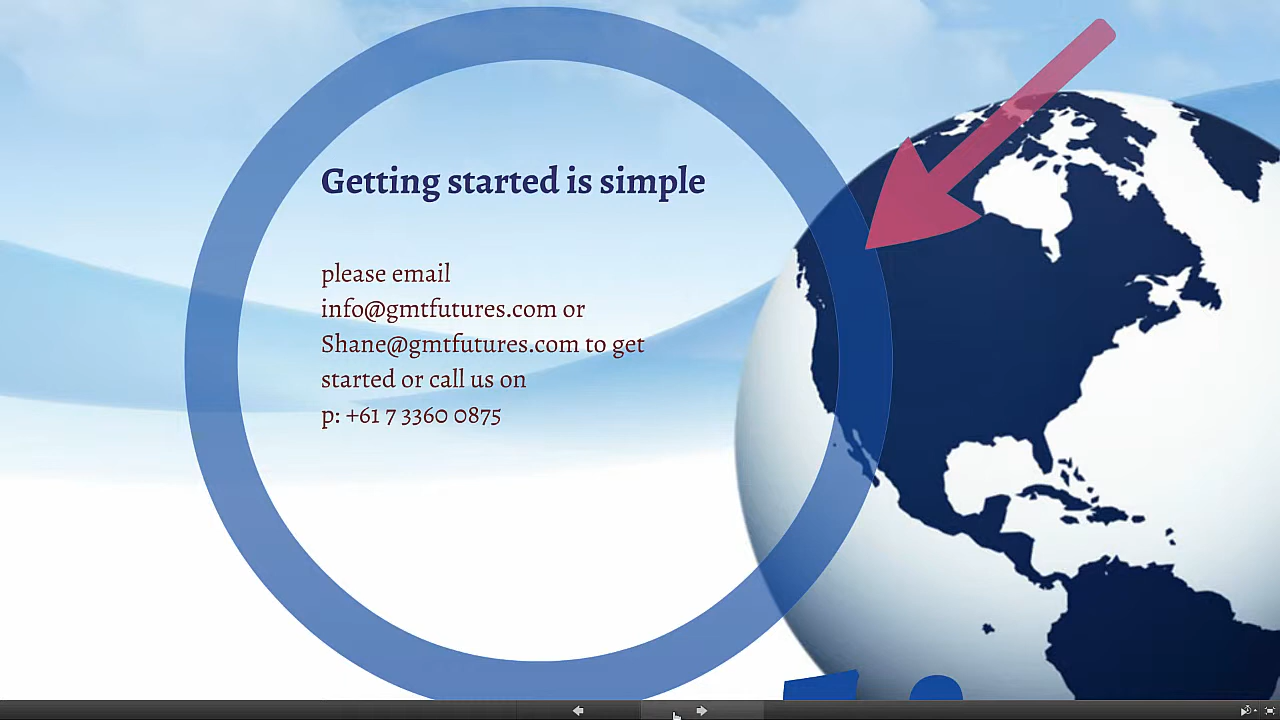 Getting started is simple
please email
info@gmtfutures.com or
Shane@gmtfutures.com to get
started or call us on
p: +61 7 3360 0875